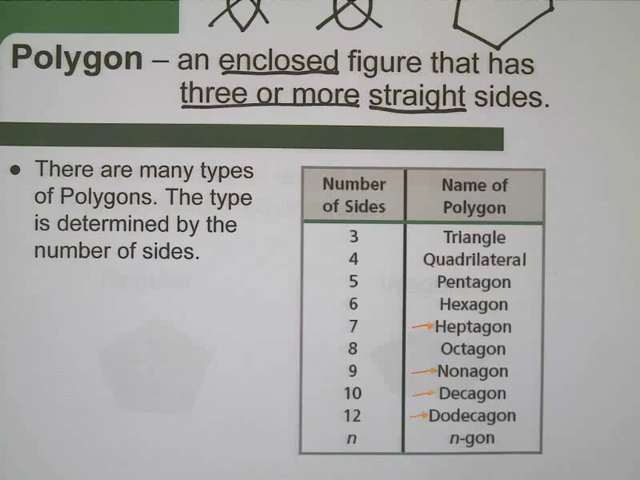 Polygon – an enclosed figure that has
three or more straight sides.
• There are many types
of Polygons. The type
is determined by the
number of sides.
Number of Sides Name of Polygon
3 Triangle
4 Quadrilateral
5 Pentagon
6 Hexagon
7 Heptagon
8 Octagon
9 Nonagon
10 Decagon
12 Dodecagon
n n-gon